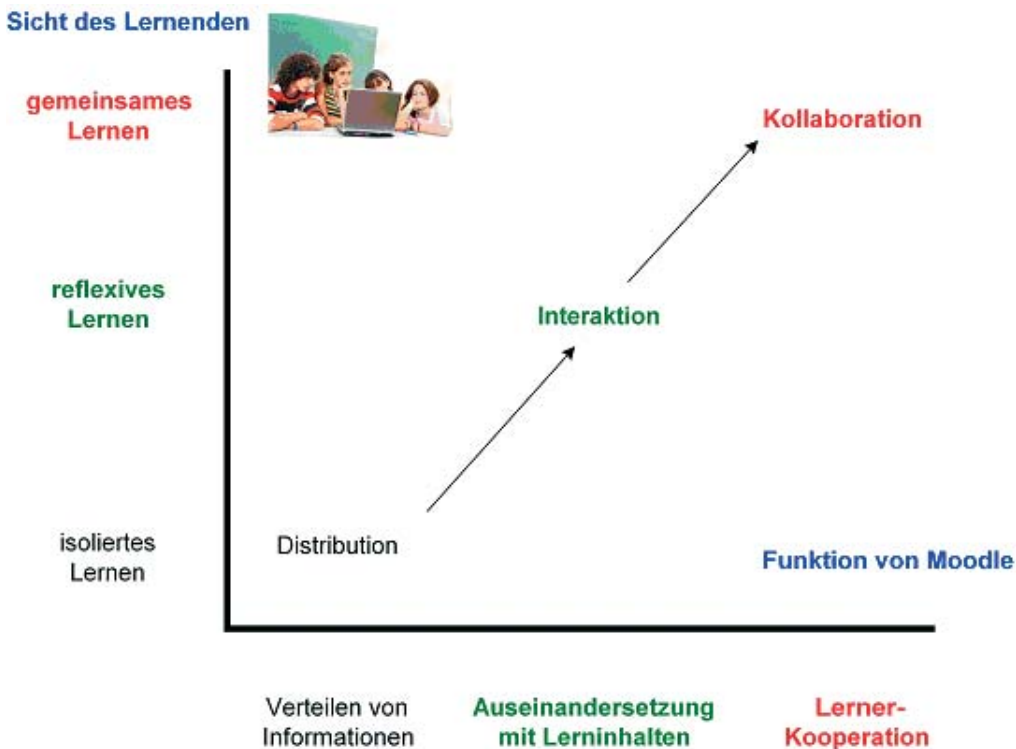 Sicht des Lernenden
gemeinsames
Lernen
Kollaboration
reflexives
Lernen
Interaktion
isoliertes
Lernen
Distribution
Funktion von Moodle
Verteilen von
Informationen
Auseinandersetzung
mit Lerninhalten
Lerner-
Kooperation